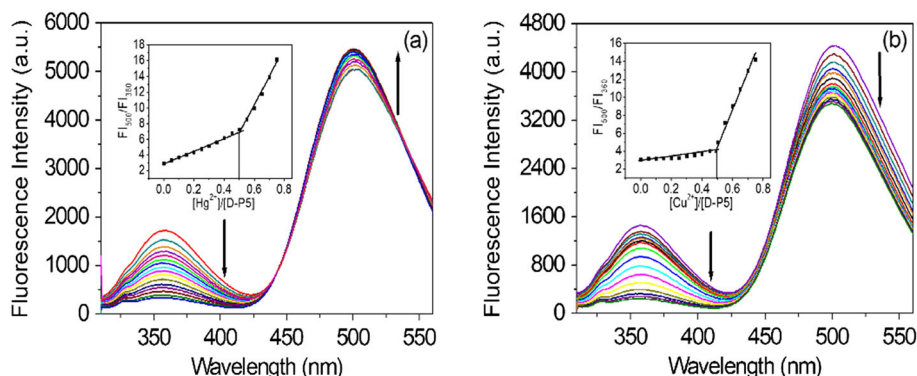 (a)
Fluorescence Intensity (a.u.)
6000
5000
4000
3000
2000
1000
0
350 400 450 500 550
Wavelength (nm)
FI500/FI360
18
16
14
12
10
8
6
4
2
0
0.0 0.2 0.4 0.6 0.8
[Hg2+]/[D-P5]
(b)
Fluorescence Intensity (a.u.)
4800
4000
3200
2400
1600
800
0
350 400 450 500 550
Wavelength (nm)
FI500/FI360
16
14
12
10
8
6
4
2
0
0.0 0.2 0.4 0.6 0.8
[Cu2+]/[D-P5]